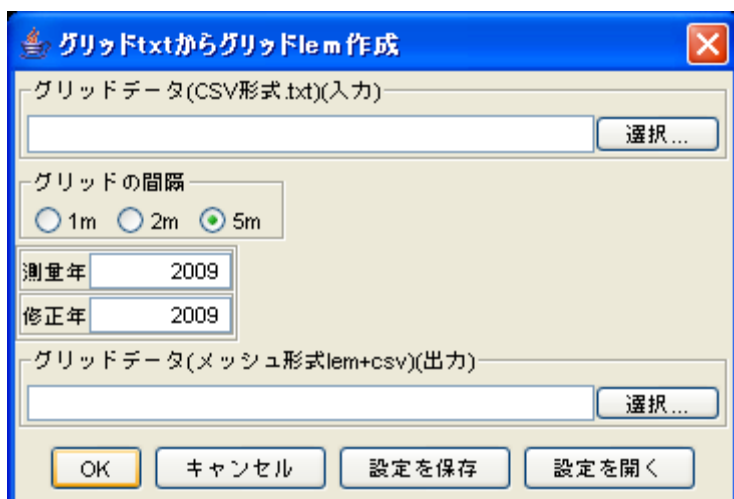 グリッドtxtからグリッドlem作成
グリッドデータ(CSV形式.txt)(入力)
選択...
グリッドの間隔
1m 2m 5m
測量年 2009
修正年 2009
グリッドデータ(メッシュ形式lem+csv)(出力)
選択...
OK キャンセル 設定を保存 設定を開く